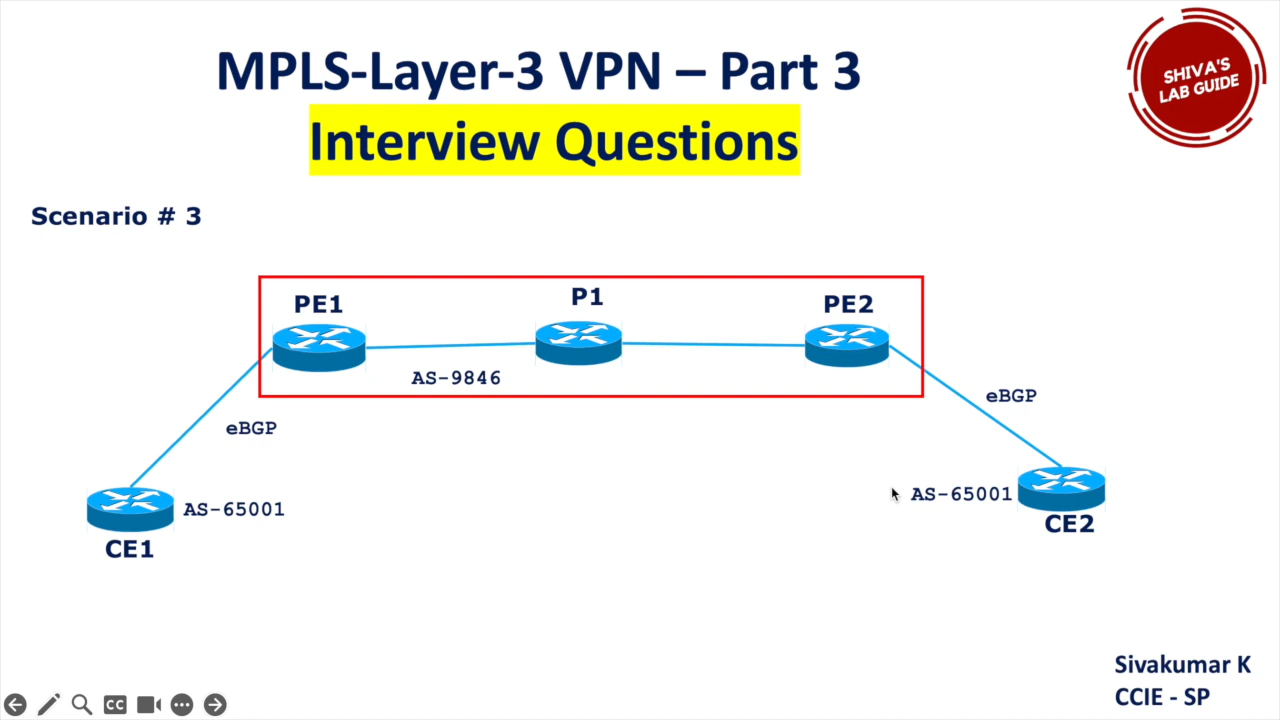 MPLS-Layer-3 VPN – Part 3
Interview Questions
SHIVA'S
LAB GUIDE
Scenario # 3
PE1
P1
PE2
AS-9846
eBGP
eBGP
AS-65001
CE1
AS-65001
CE2
Sivakumar K
CCIE - SP
CC